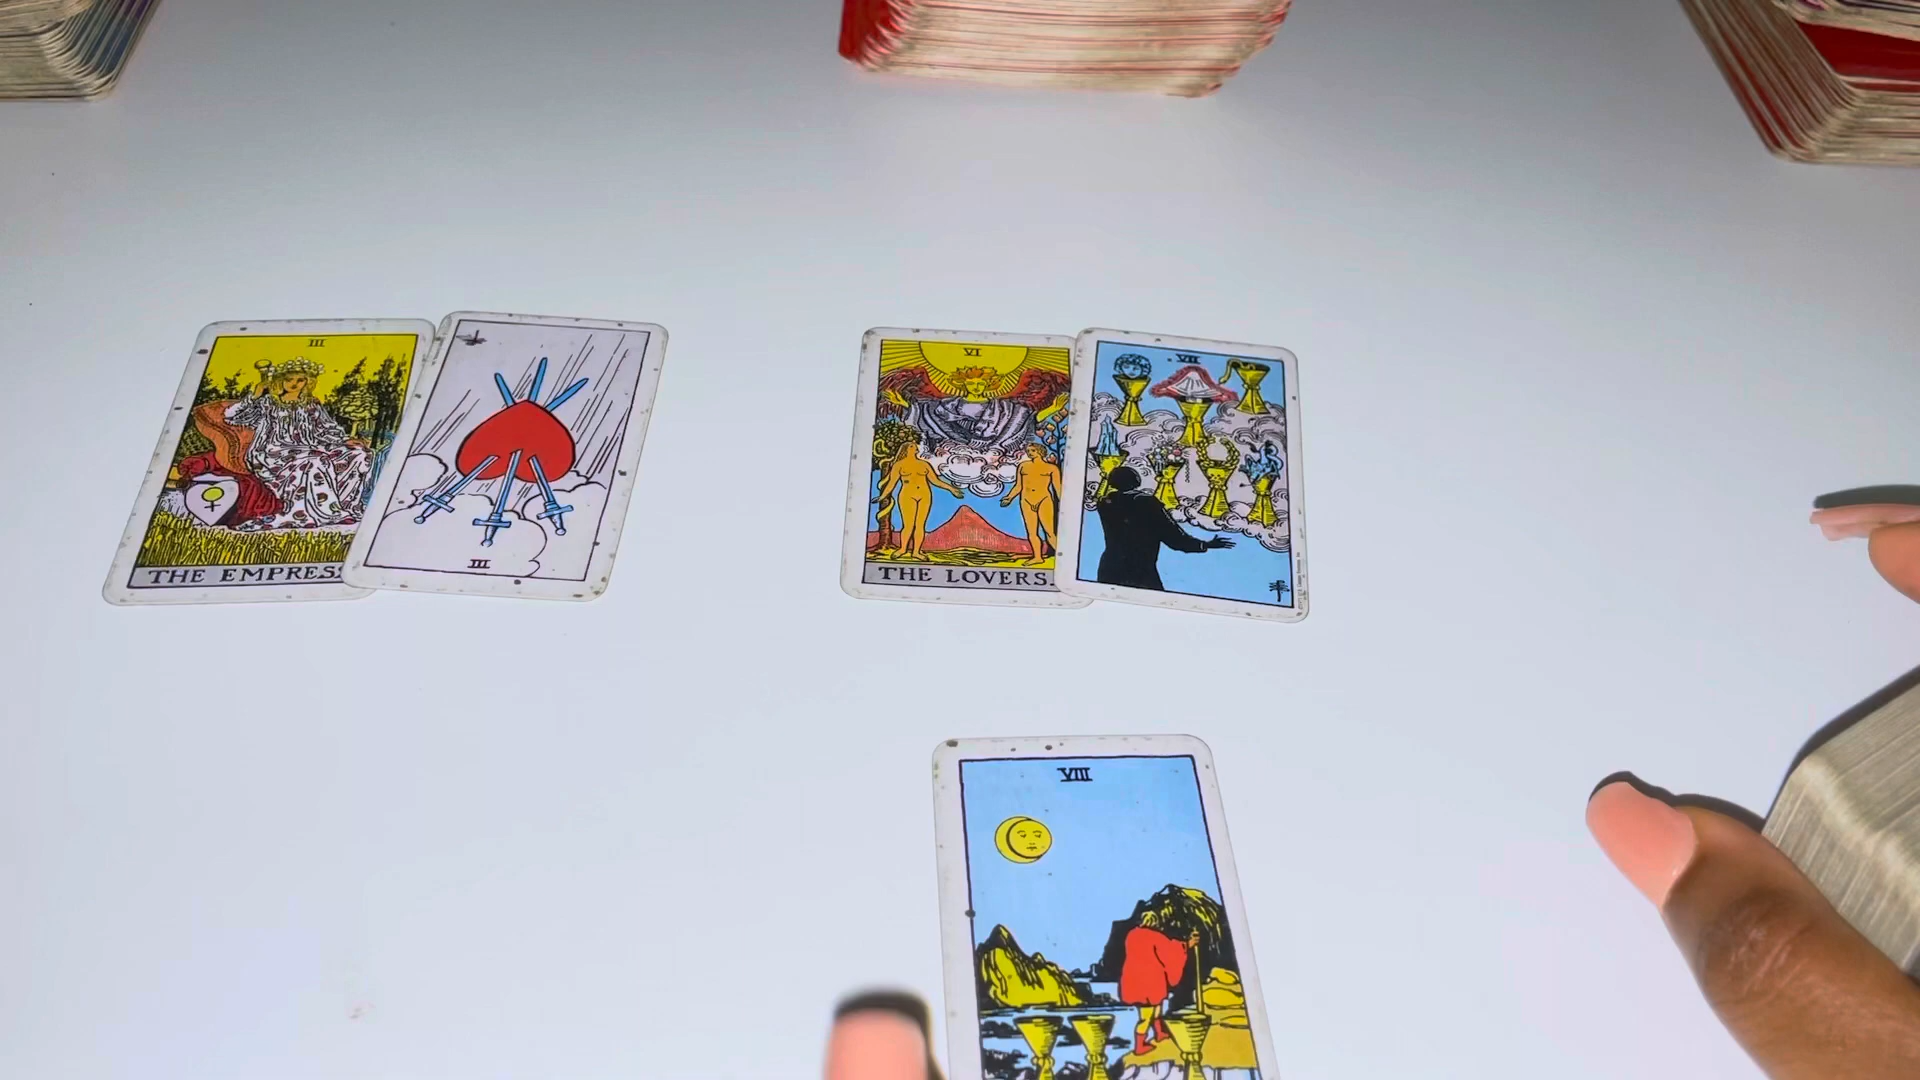 III
THE EMPRESS
III
VI
THE LOVERS.
VII
VIII